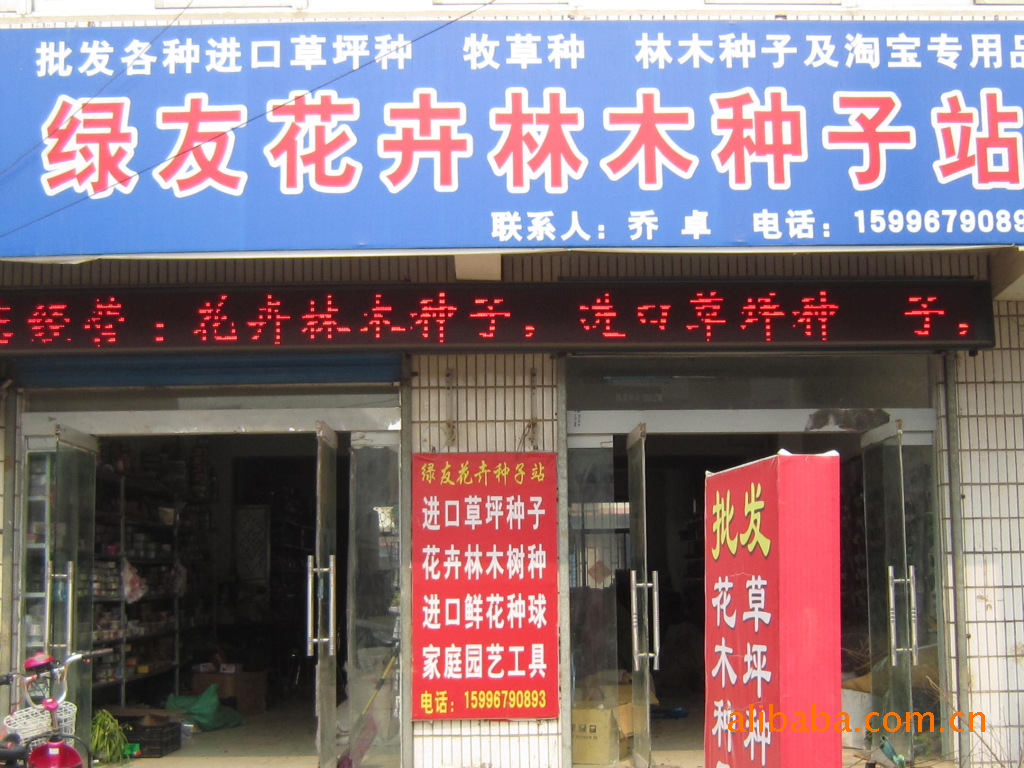 批发各种进口草坪种 牧草种 林木种子及淘宝专用品
绿友花卉林木种子站
联系人：乔 卓 电话：1599679089
经营：花卉林木种子，进口草坪种 子，
绿友花卉种子站
进口草坪种子
花卉林木树种
进口鲜花种球
家庭园艺工具
电话：15996790893
批发
花木种
草坪种
alibaba.com.cn